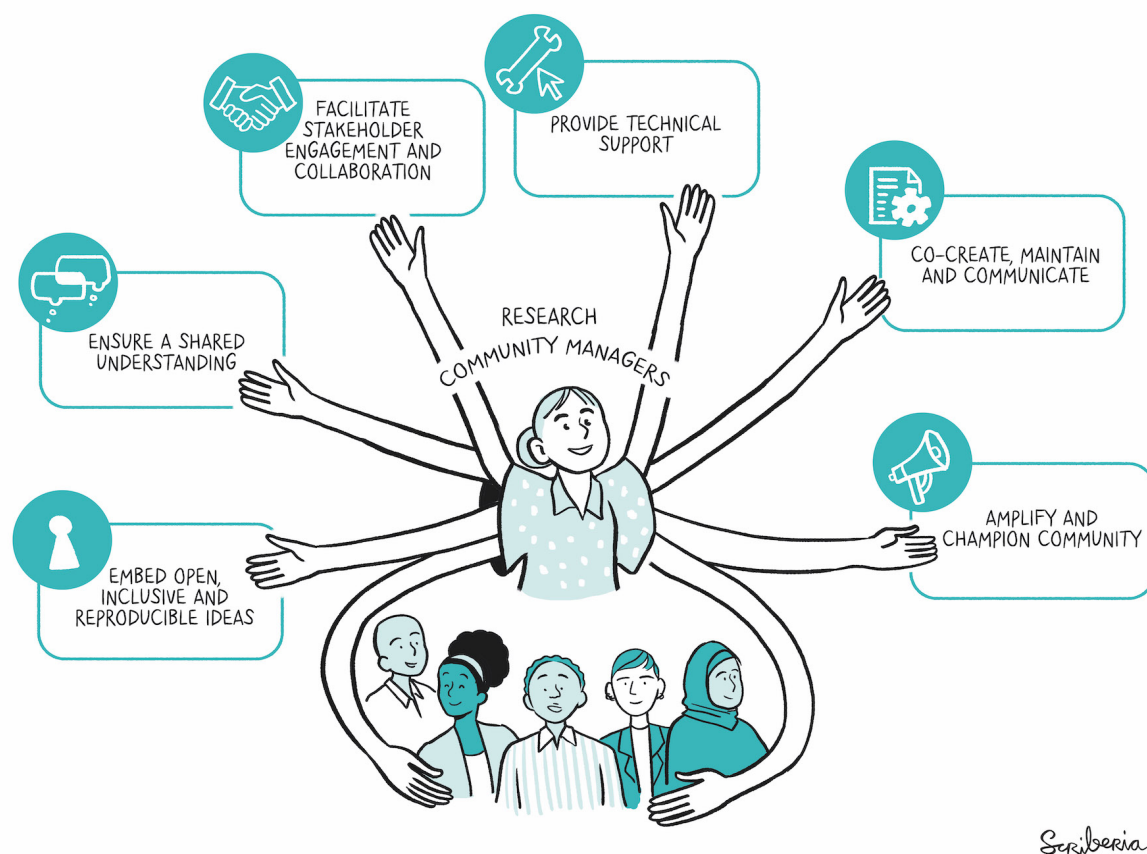 FACILITATE
STAKEHOLDER
ENGAGEMENT AND
COLLABORATION
PROVIDE TECHNICAL
SUPPORT
CO-CREATE, MAINTAIN
AND COMMUNICATE
ENSURE A SHARED
UNDERSTANDING
RESEARCH
COMMUNITY MANAGERS
AMPLIFY AND
CHAMPION COMMUNITY
EMBED OPEN,
INCLUSIVE AND
REPRODUCIBLE IDEAS
Scriberia